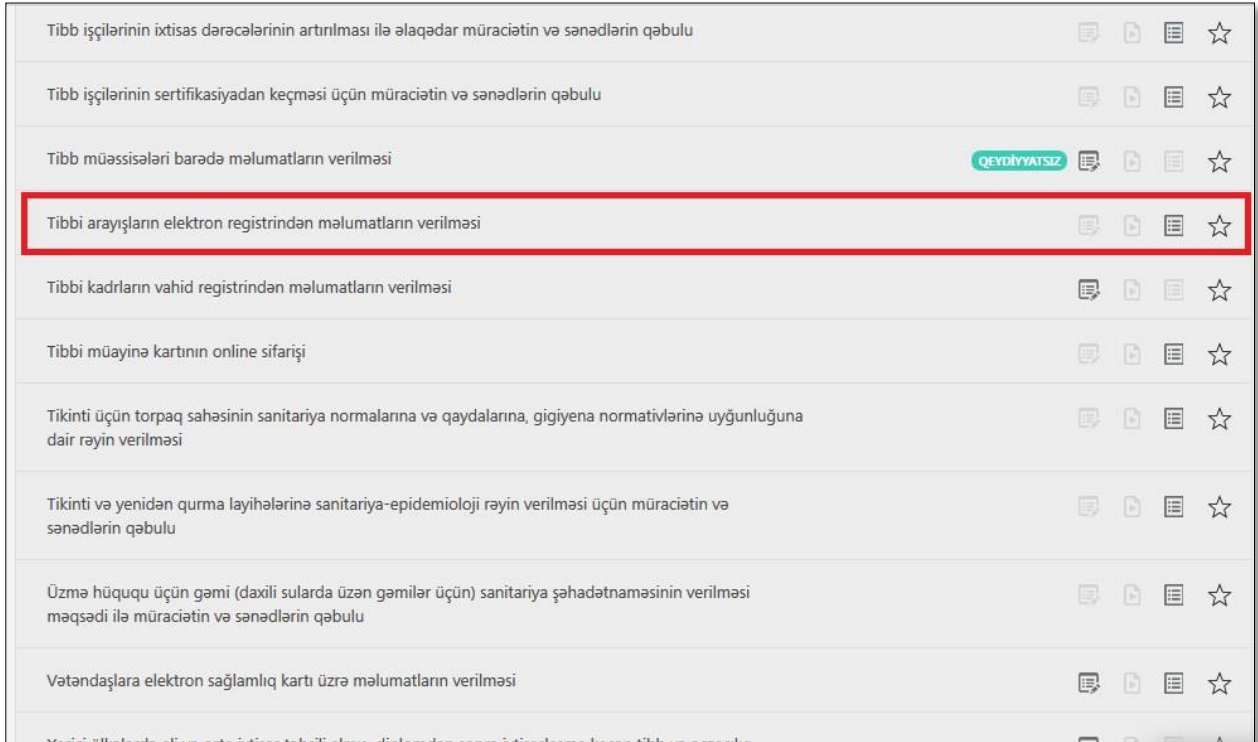 Tibb işçilərinin ixtisas dərəcələrinin artırılması ilə əlaqədar müraciətin və sənədlərin qəbulu
Tibb işçilərinin sertifikasiyadan keçməsi üçün müraciətin və sənədlərin qəbulu
Tibb müəssisələri barədə məlumatların verilməsi QEYDİYYATSIZ
Tibbi arayışların elektron registrindən məlumatların verilməsi
Tibbi kadrların vahid registrindən məlumatların verilməsi
Tibbi müayinə kartının online sifarişi
Tikinti üçün torpaq sahəsinin sanitariya normalarına və qaydalarına, gigiyena normativlərinə uyğunluğuna
dair rəyin verilməsi
Tikinti və yenidən qurma layihələrinə sanitariya-epidemioloji rəyin verilməsi üçün müraciətin və
sənədlərin qəbulu
Üzmə hüququ üçün gəmi (daxili sularda üzən gəmilər üçün) sanitariya şəhadətnaməsinin verilməsi
məqsədi ilə müraciətin və sənədlərin qəbulu
Vətəndaşlara elektron sağlamlıq kartı üzrə məlumatların verilməsi